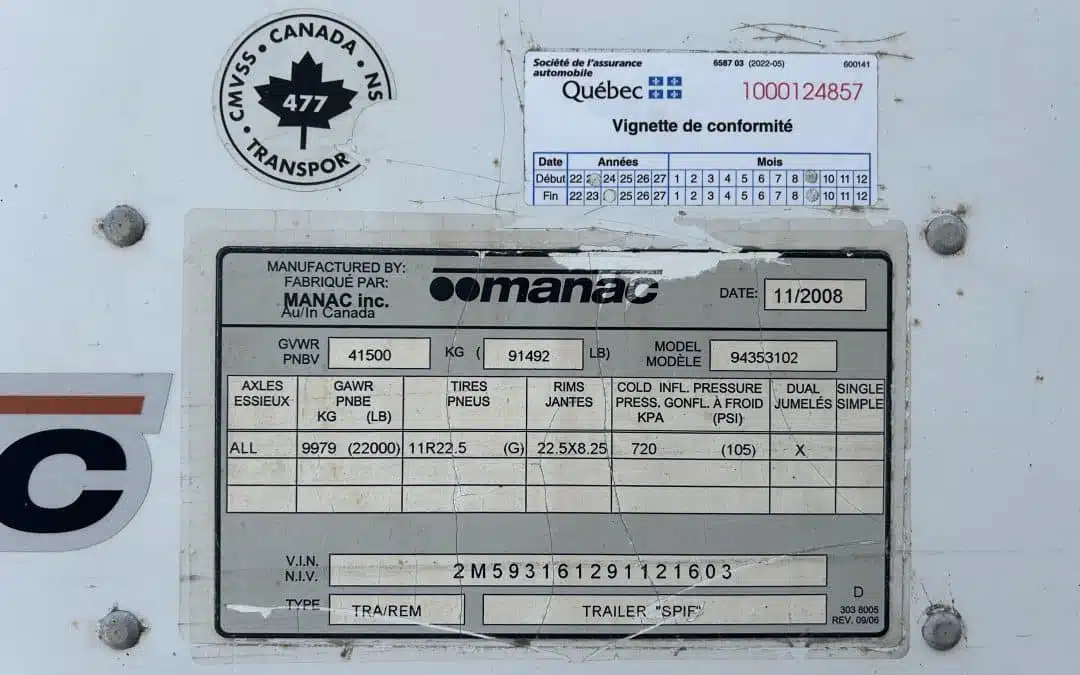 CMVSS • CANADA • NS
477
• TRANSPOR
Société de l'assurance
automobile
Québec
6587 03 (2022-05)
600141
1000124857
Vignette de conformité
Date Années Mois
Début 22 24 25 26 27 1 2 3 4 5 6 7 8 10 11 12
Fin 22 23 25 26 27 1 2 3 4 5 6 7 8 10 11 12
MANUFACTURED BY:
FABRIQUÉ PAR:
MANAC inc.
Au/In Canada
manac
DATE: 11/2008
GVWR
PNBV
41500 KG ( 91492 LB)
MODEL
MODÈLE
94353102
AXLES
ESSIEUX
GAWR
PNBE
KG (LB)
TIRES
PNEUS
RIMS
JANTES
COLD INFL. PRESSURE
PRESS. GONFL. À FROID
KPA (PSI)
DUAL
JUMELÉS
SINGLE
SIMPLE
ALL 9979 (22000) 11R22.5 (G) 22.5X8.25 720 (105) X
V.I.N.
N.I.V.
2M593161291121603
TYPE TRA/REM TRAILER "SPIF"
D
303 8005
REV. 09/06
C